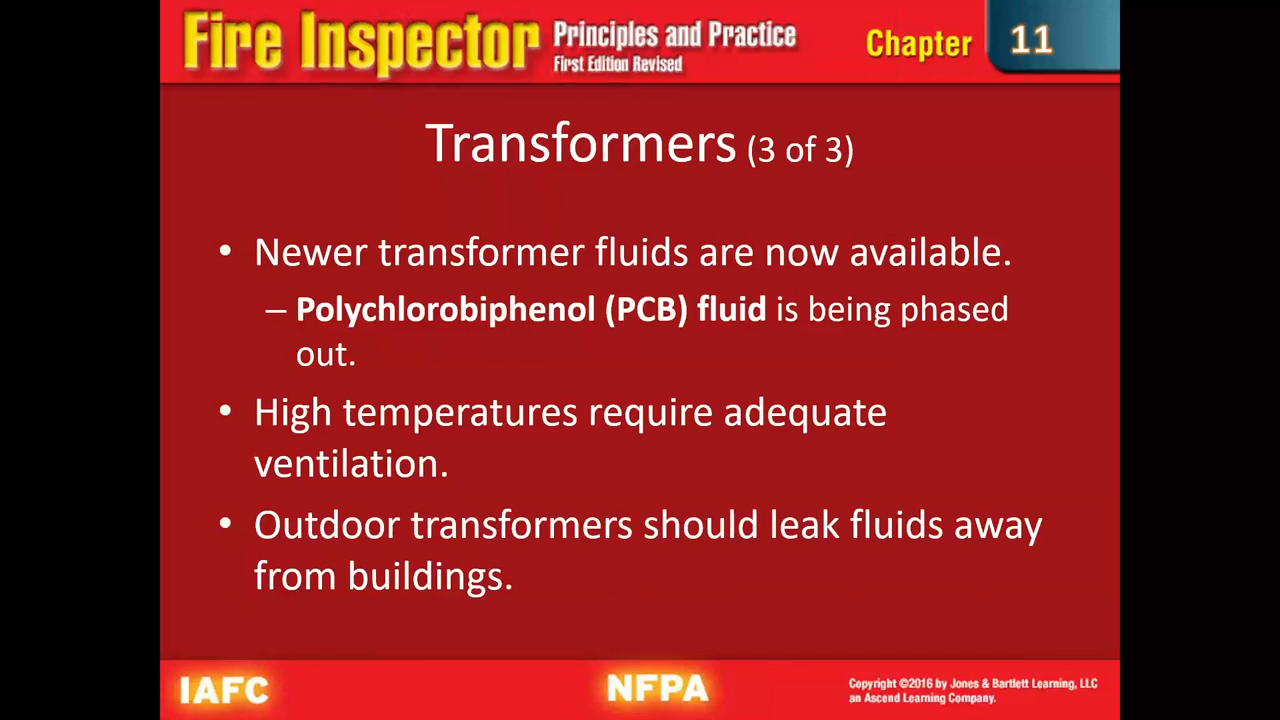 Fire Inspector Principles and Practice
First Edition Revised
Chapter 11
Transformers (3 of 3)
• Newer transformer fluids are now available.
– Polychlorobiphenol (PCB) fluid is being phased
out.
• High temperatures require adequate
ventilation.
• Outdoor transformers should leak fluids away
from buildings.
IAFC
NFPA
Copyright ©2016 by Jones & Bartlett Learning, LLC
an Ascend Learning Company.